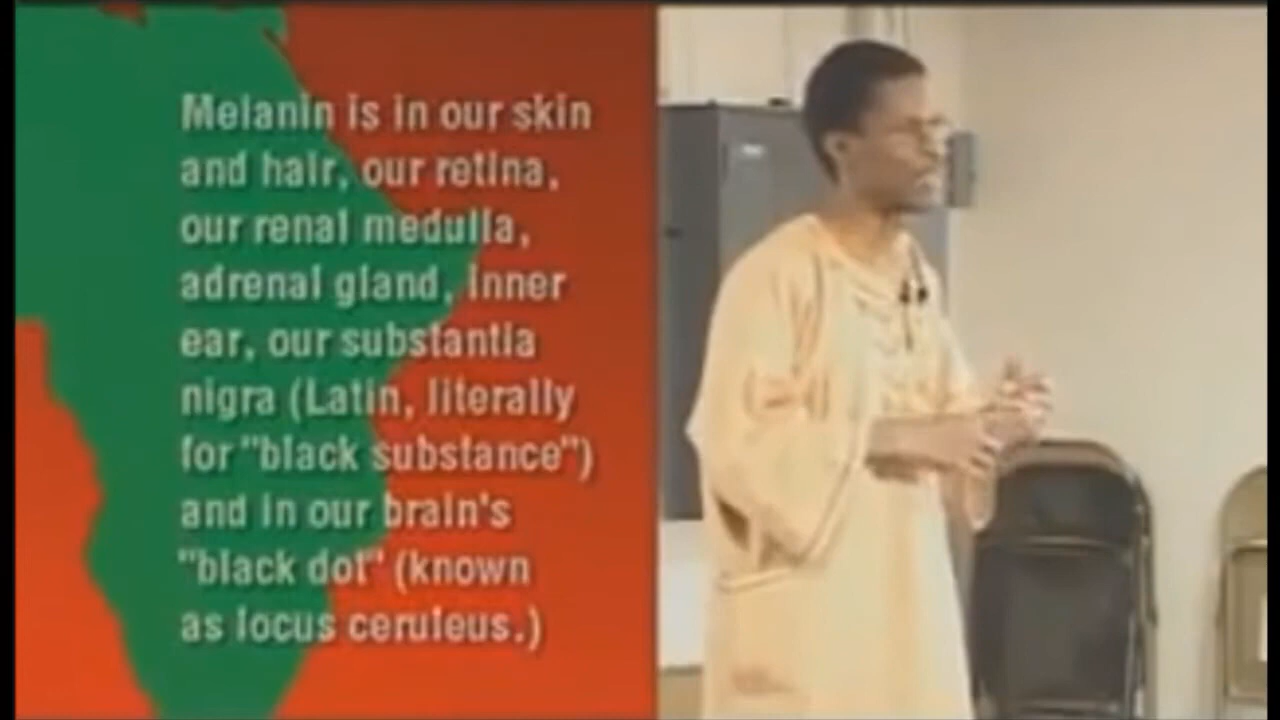 Melanin is in our skin
and hair, our retina,
our renal medulla,
adrenal gland, inner
ear, our substantia
nigra (Latin, literally
for "black substance")
and in our brain's
"black dot" (known
as locus ceruleus.)